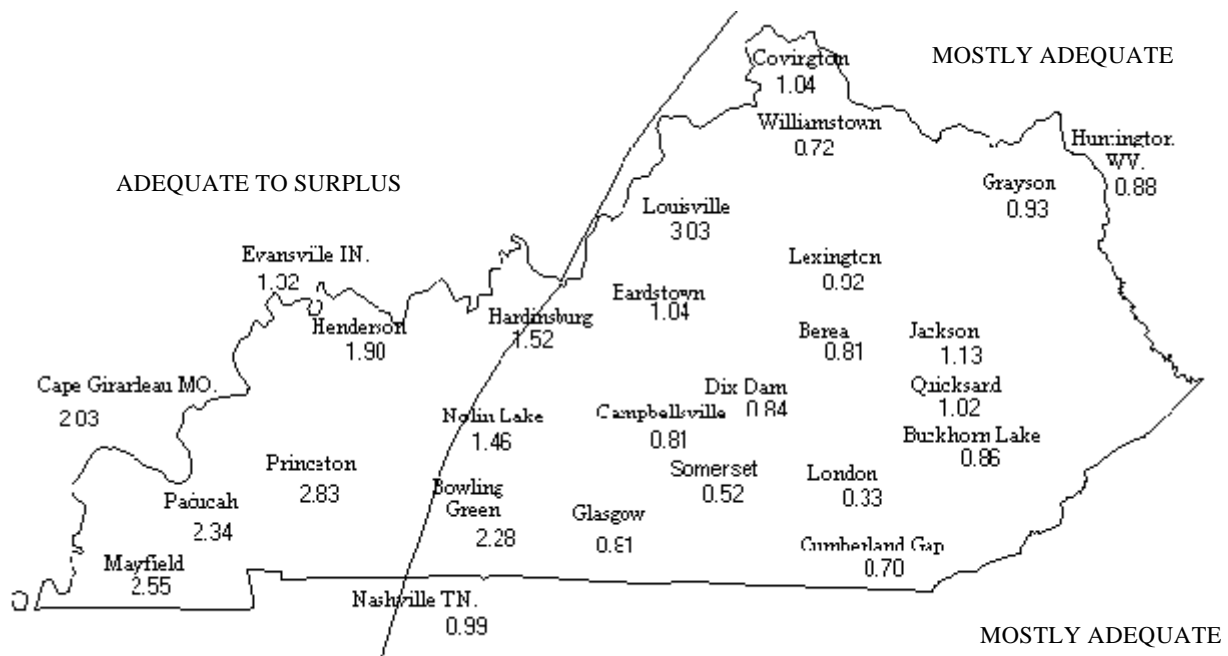 Covington
1.04
MOSTLY ADEQUATE
Williamstown
0.72
Huntington
WV.
0.88
ADEQUATE TO SURPLUS
Grayson
0.93
Louisville
3.03
Evansville IN.
1.02
Lexington
0.92
Eardstown
1.04
Henderson
1.90
Hardinsburg
1.52
Berea
0.81
Jackson
1.13
Cape Girardeau MO.
2.03
Dix Dam
0.84
Quicksard
1.02
Nolin Lake
1.46
Campbellsville
0.81
Buckhorn Lake
0.86
Princeton
2.83
Somerset
0.52
London
0.33
Paducah
2.34
Bowling
Green
2.28
Glasgow
0.81
Mayfield
2.55
Cumberland Gap
0.70
Nashville TN.
0.99
MOSTLY ADEQUATE